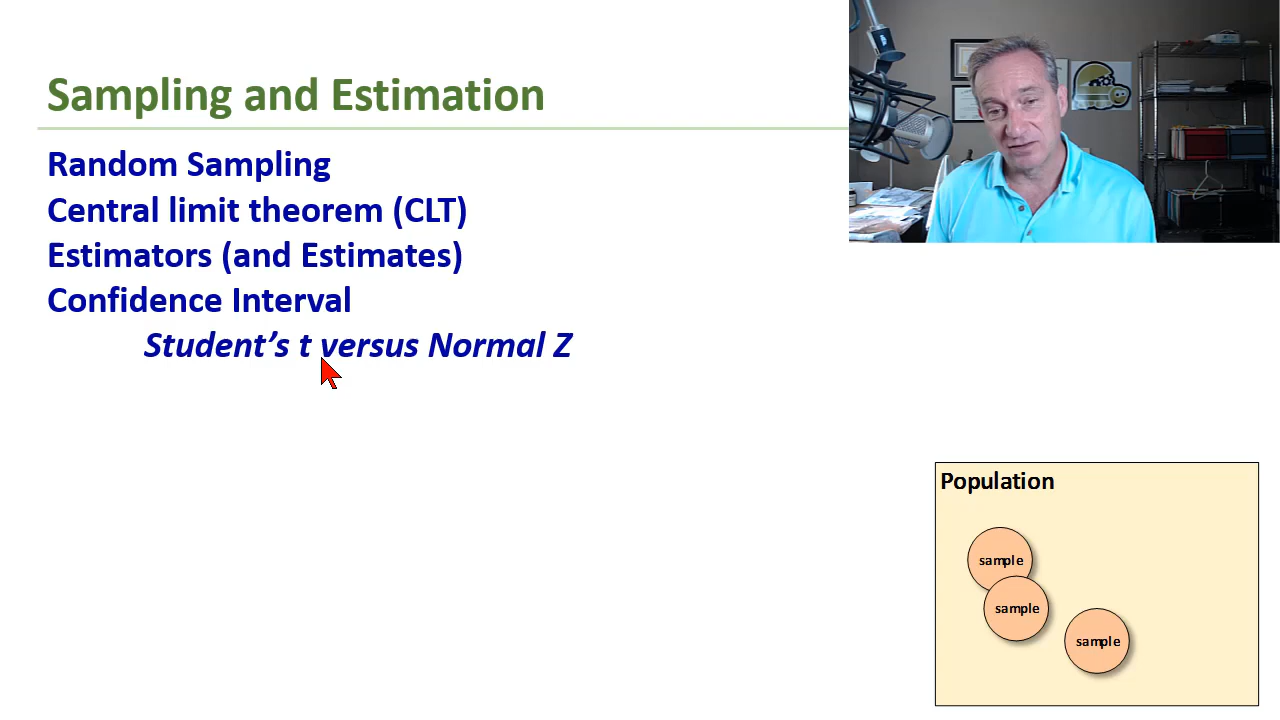 Sampling and Estimation
Random Sampling
Central limit theorem (CLT)
Estimators (and Estimates)
Confidence Interval
Student’s t versus Normal Z
Population
sample
sample
sample